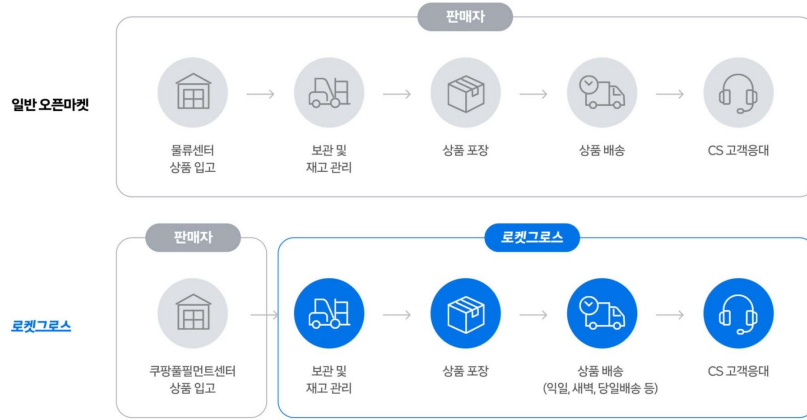 판매자
일반 오픈마켓
물류센터
상품 입고
보관 및
재고 관리
상품 포장
상품 배송
CS 고객응대
판매자
로켓그로스
로켓그로스
쿠팡풀필먼트센터
상품 입고
보관 및
재고 관리
상품 포장
상품 배송
(익일, 새벽, 당일배송 등)
CS 고객응대